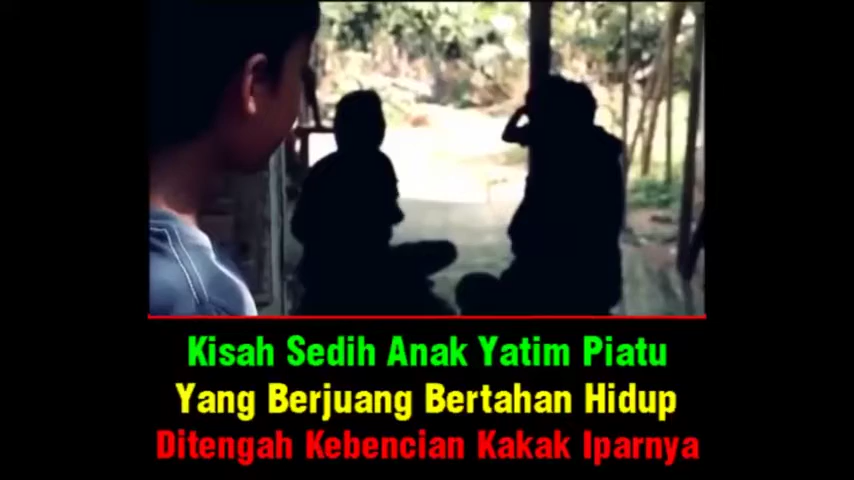 Kisah Sedih Anak Yatim Piatu
Yang Berjuang Bertahan Hidup
Ditengah Kebencian Kakak Iparnya